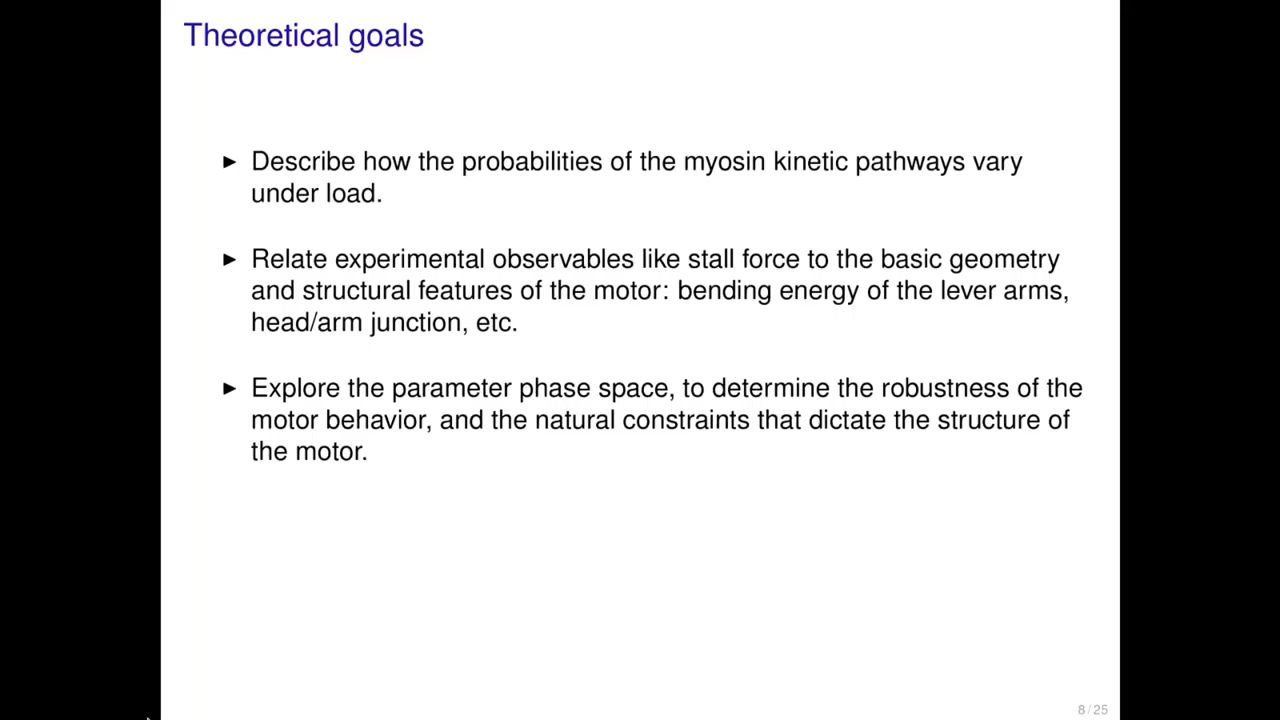 Theoretical goals
► Describe how the probabilities of the myosin kinetic pathways vary
under load.
► Relate experimental observables like stall force to the basic geometry
and structural features of the motor: bending energy of the lever arms,
head/arm junction, etc.
► Explore the parameter phase space, to determine the robustness of the
motor behavior, and the natural constraints that dictate the structure of
the motor.
8 / 25